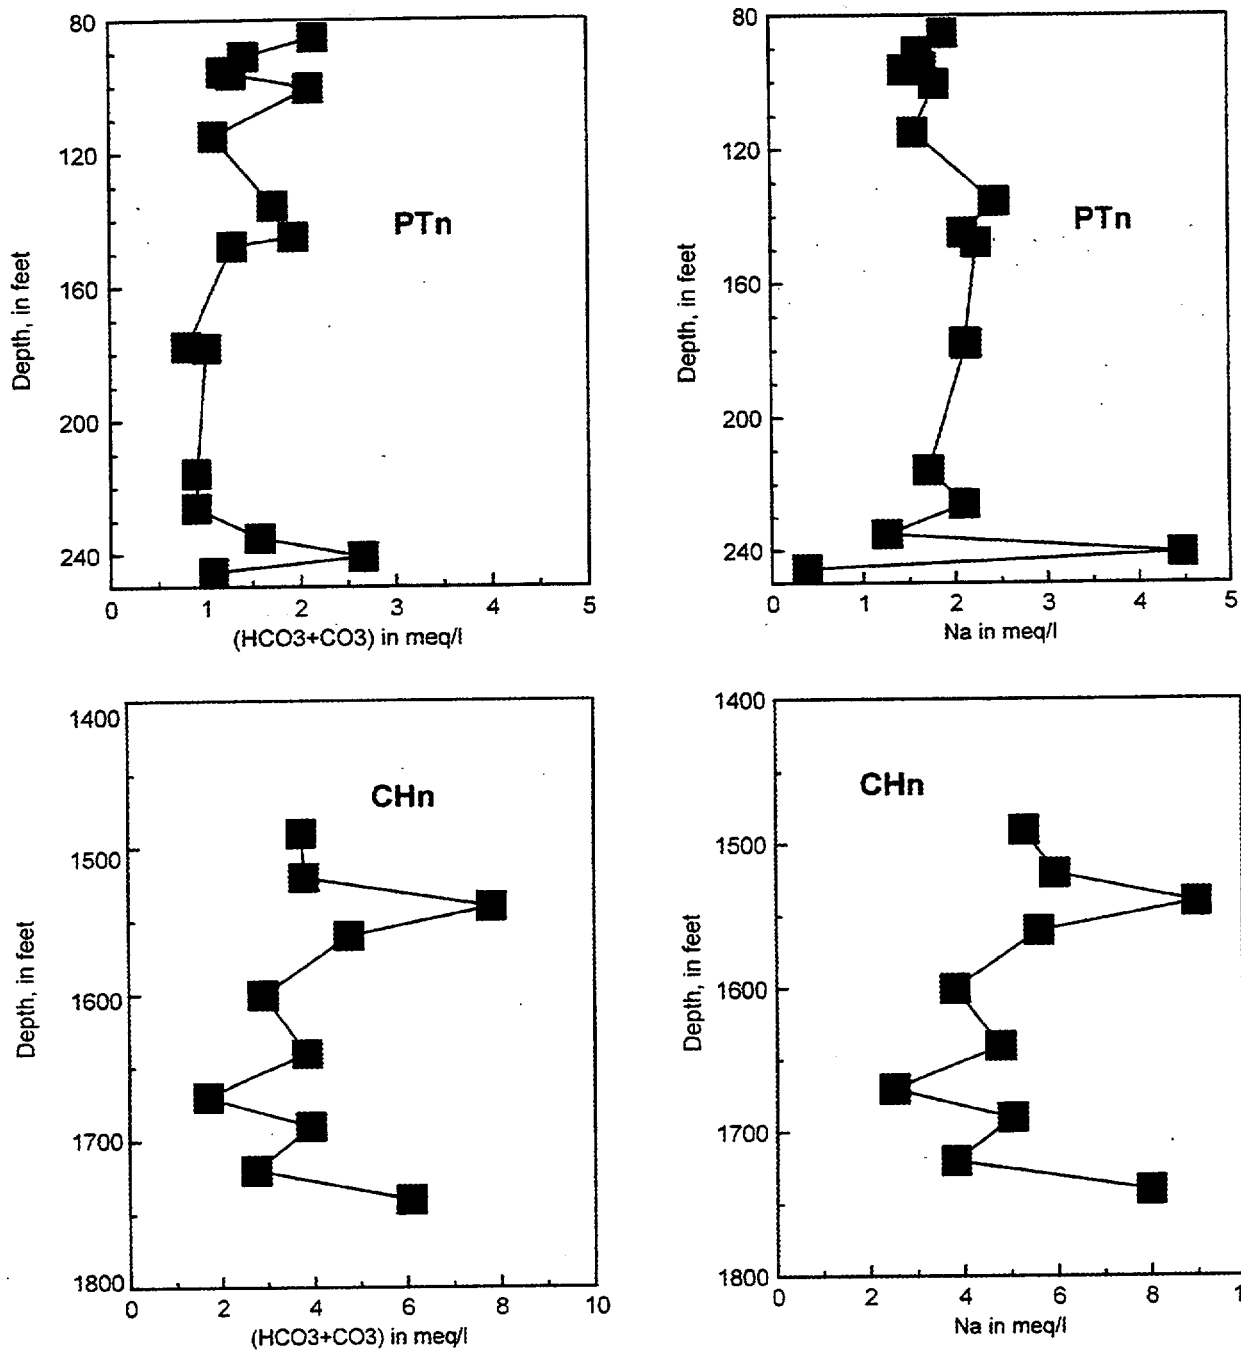 80
120
160
200
240
Depth, in feet
PTn
0 1 2 3 4 5
(HCO3+CO3) in meq/l
80
120
160
200
240
Depth, in feet
PTn
0 1 2 3 4 5
Na in meq/l
1400
1500
1600
1700
1800
Depth, in feet
CHn
0 2 4 6 8 10
(HCO3+CO3) in meq/l
1400
1500
1600
1700
1800
Depth, in feet
CHn
0 2 4 6 8 1
Na in meq/l